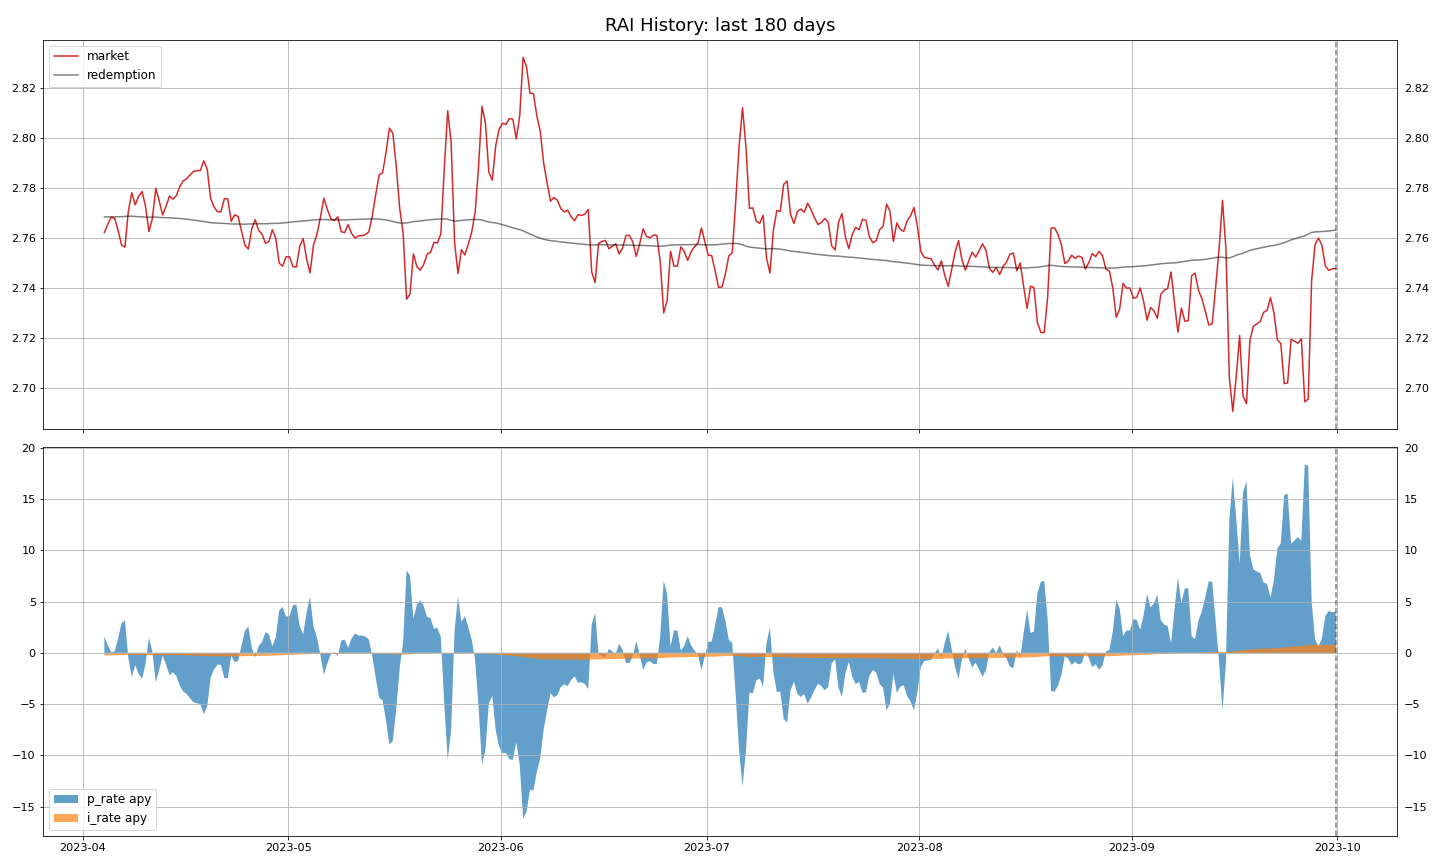 RAI History: last 180 days
market
redemption
2.82 2.82
2.80 2.80
2.78 2.78
2.76 2.76
2.74 2.74
2.72 2.72
2.70 2.70
20 20
15 15
10 10
5 5
0 0
−5 −5
−10 −10
−15 −15
p_rate apy
i_rate apy
2023-04 2023-05 2023-06 2023-07 2023-08 2023-09 2023-10